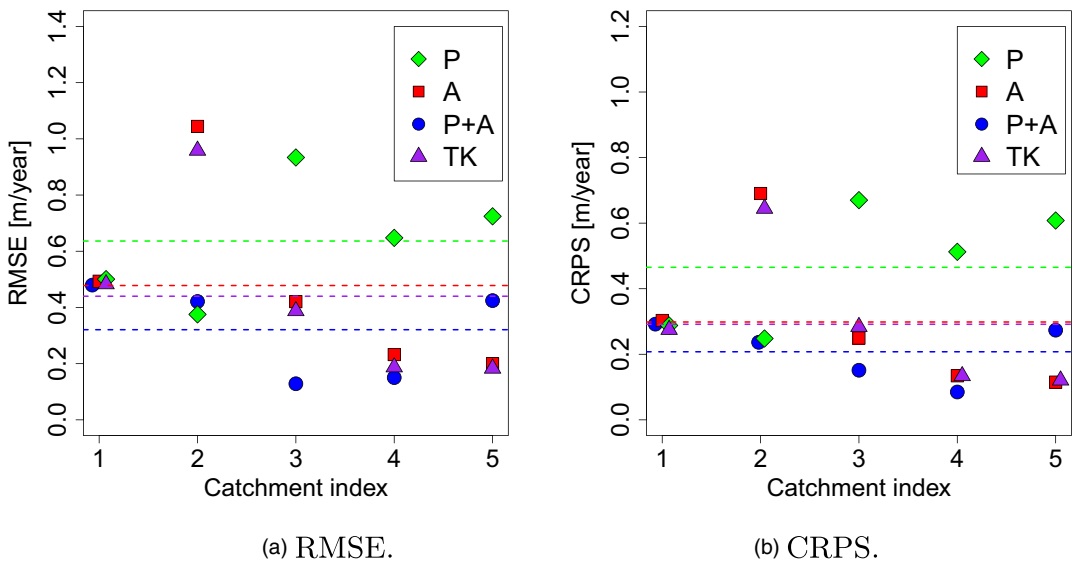 RMSE [m/year]
1.4
1.2
1.0
0.8
0.6
0.4
0.2
0.0
P
A
P+A
TK
1 2 3 4 5
Catchment index
(a) RMSE.
CRPS [m/year]
1.2
1.0
0.8
0.6
0.4
0.2
0.0
P
A
P+A
TK
1 2 3 4 5
Catchment index
(b) CRPS.